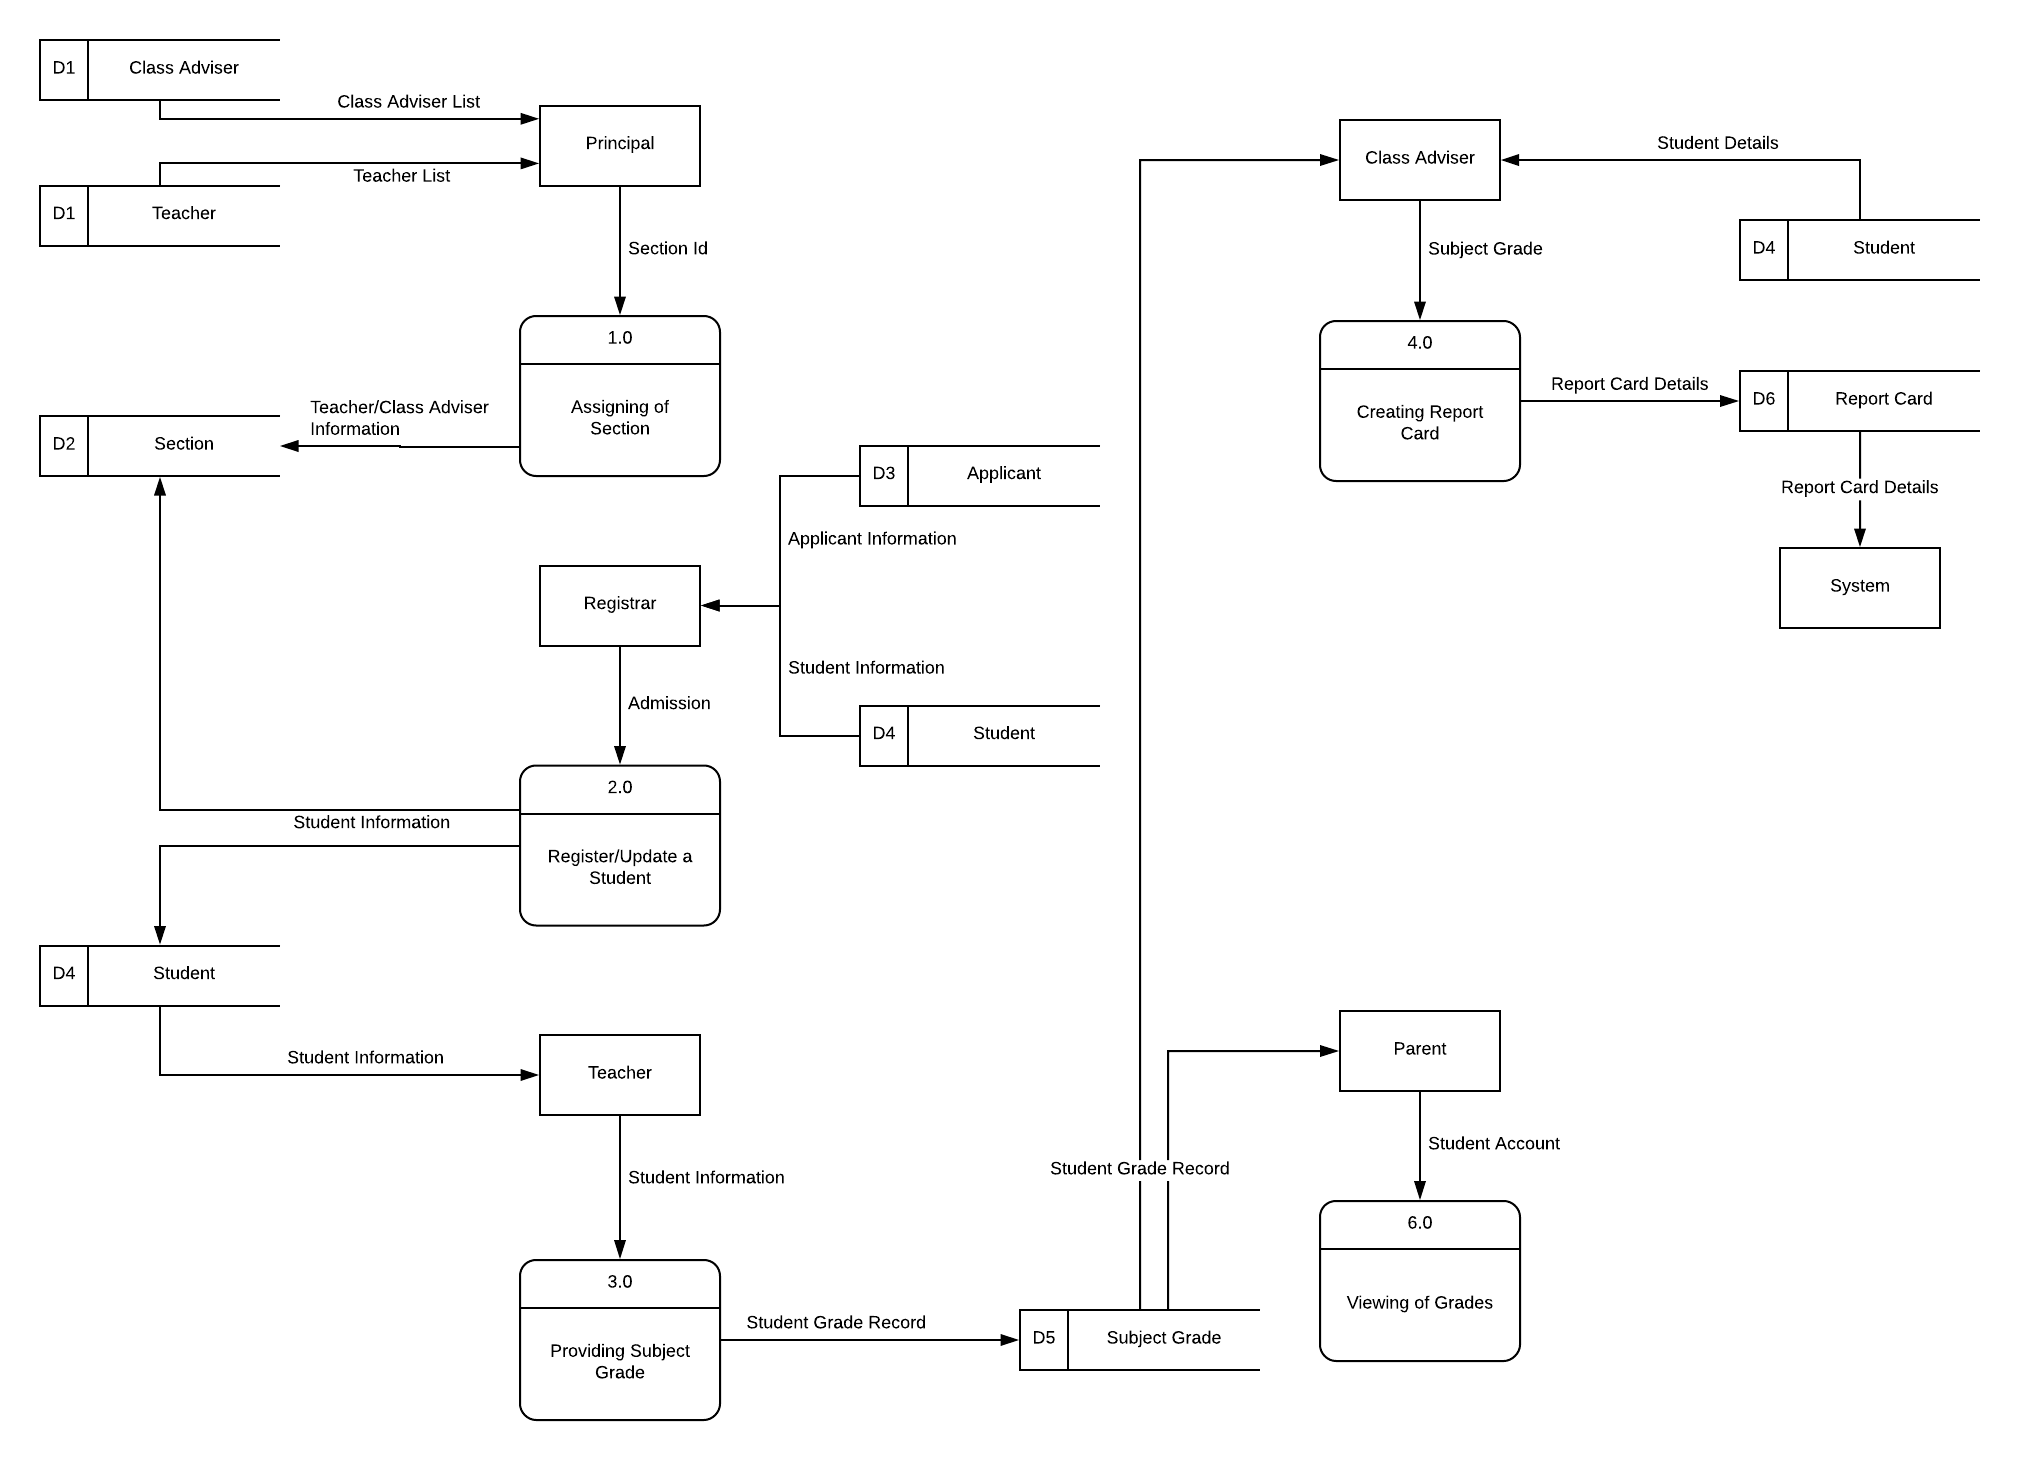 D1
Class Adviser
Class Adviser List
Principal
Teacher List
D1
Teacher
Section Id
1.0
Assigning of
Section
Teacher/Class Adviser
Information
D2
Section
D3
Applicant
Applicant Information
Registrar
Student Information
Admission
D4
Student
2.0
Register/Update a
Student
Student Information
D4
Student
Student Information
Teacher
Student Information
3.0
Providing Subject
Grade
Student Grade Record
D5
Subject Grade
Student Grade Record
Class Adviser
Student Details
D4
Student
Subject Grade
4.0
Creating Report
Card
Report Card Details
D6
Report Card
Report Card Details
System
Parent
Student Account
6.0
Viewing of Grades